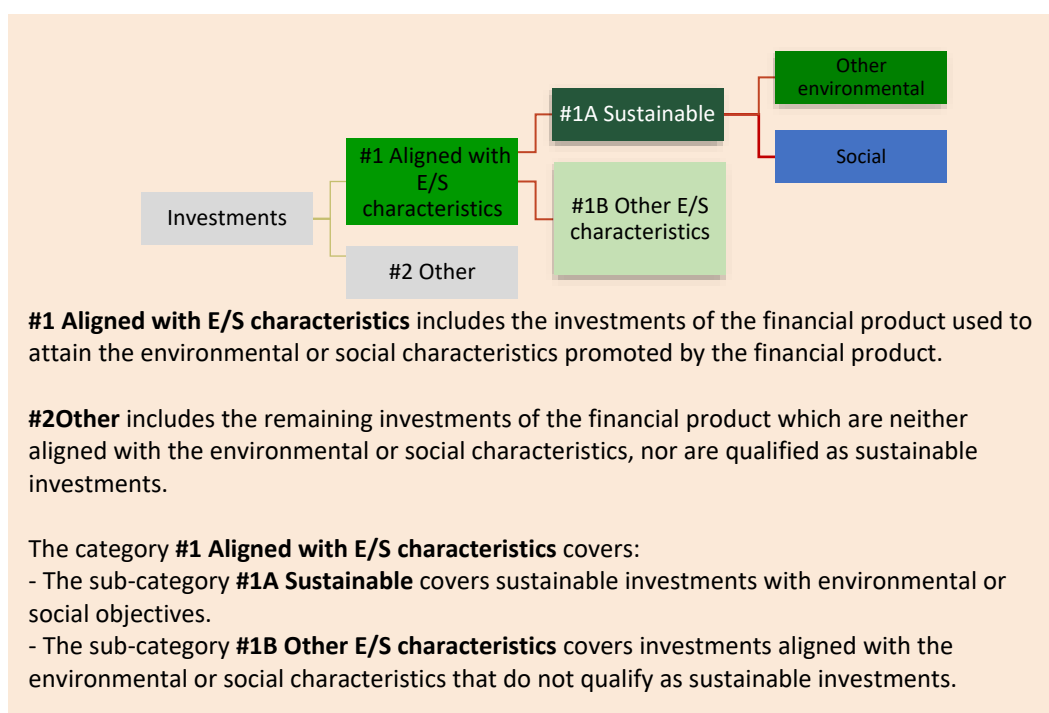 Other
environmental
#1A Sustainable
#1 Aligned with
E/S
characteristics
Social
Investments
#1B Other E/S
characteristics
#2 Other
#1 Aligned with E/S characteristics includes the investments of the financial product used to
attain the environmental or social characteristics promoted by the financial product.
#2Other includes the remaining investments of the financial product which are neither
aligned with the environmental or social characteristics, nor are qualified as sustainable
investments.
The category #1 Aligned with E/S characteristics covers:
- The sub-category #1A Sustainable covers sustainable investments with environmental or
social objectives.
- The sub-category #1B Other E/S characteristics covers investments aligned with the
environmental or social characteristics that do not qualify as sustainable investments.